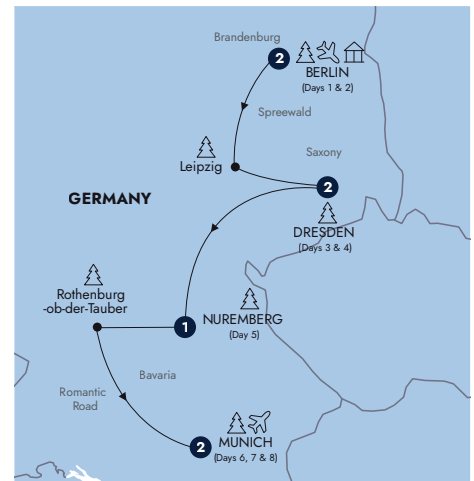 Brandenburg
2
BERLIN
(Days 1 & 2)
Spreewald
Saxony
Leipzig
2
GERMANY
DRESDEN
(Days 3 & 4)
Rothenburg
-ob-der-Tauber
1
NUREMBERG
(Day 5)
Bavaria
Romantic
Road
2
MUNICH
(Days 6, 7 & 8)